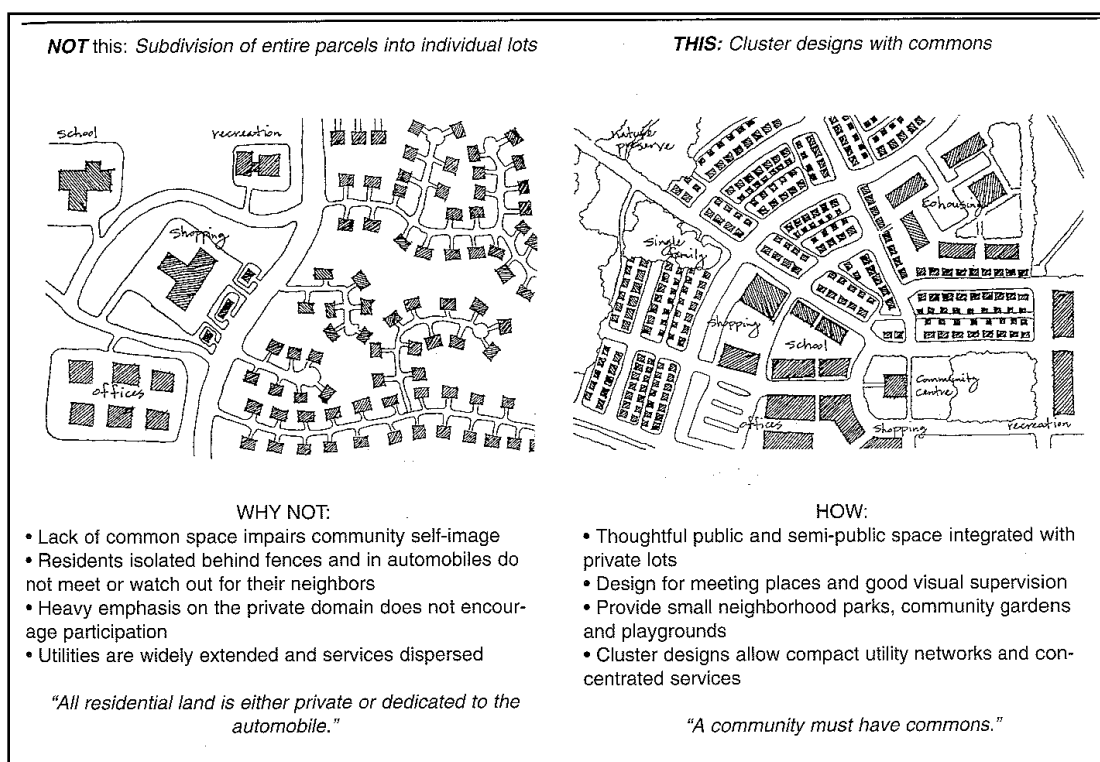 NOT this: Subdivision of entire parcels into individual lots
school
recreation
shopping
offices
WHY NOT:
• Lack of common space impairs community self-image
• Residents isolated behind fences and in automobiles do
not meet or watch out for their neighbors
• Heavy emphasis on the private domain does not encour-
age participation
• Utilities are widely extended and services dispersed
"All residential land is either private or dedicated to the
automobile."
THIS: Cluster designs with commons
Nature
preserve
Cohousing
Single
family
shopping
school
Community
Centre
offices
shopping
recreation
HOW:
• Thoughtful public and semi-public space integrated with
private lots
• Design for meeting places and good visual supervision
• Provide small neighborhood parks, community gardens
and playgrounds
• Cluster designs allow compact utility networks and con-
centrated services
"A community must have commons."